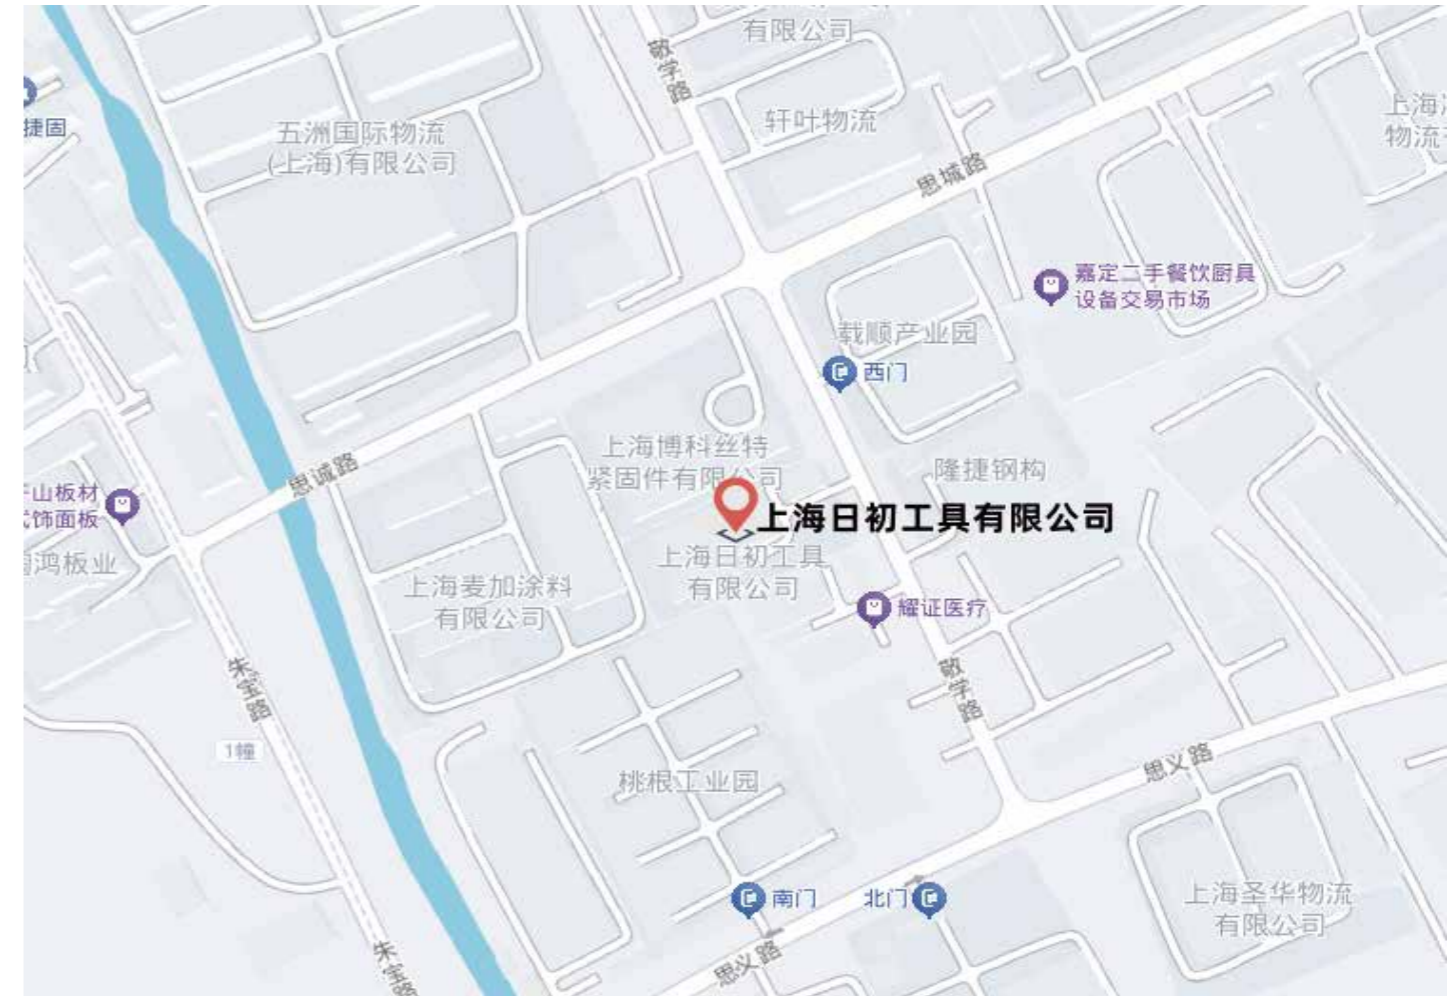 有限公司
敬学路
捷固
五洲国际物流
(上海)有限公司
轩叶物流
上海
物流
思城路
嘉定二手餐饮厨具
设备交易市场
载顺产业园
西门
上海博科丝特
紧固件有限公司
隆捷钢构
思诚路
山板材
饰面板
鸿板业
上海日初工具有限公司
上海日初工具
有限公司
上海麦加涂料
有限公司
耀证医疗
敬学路
朱宝路
1幢
桃根工业园
思义路
南门
北门
上海圣华物流
有限公司
思义路
朱宝路